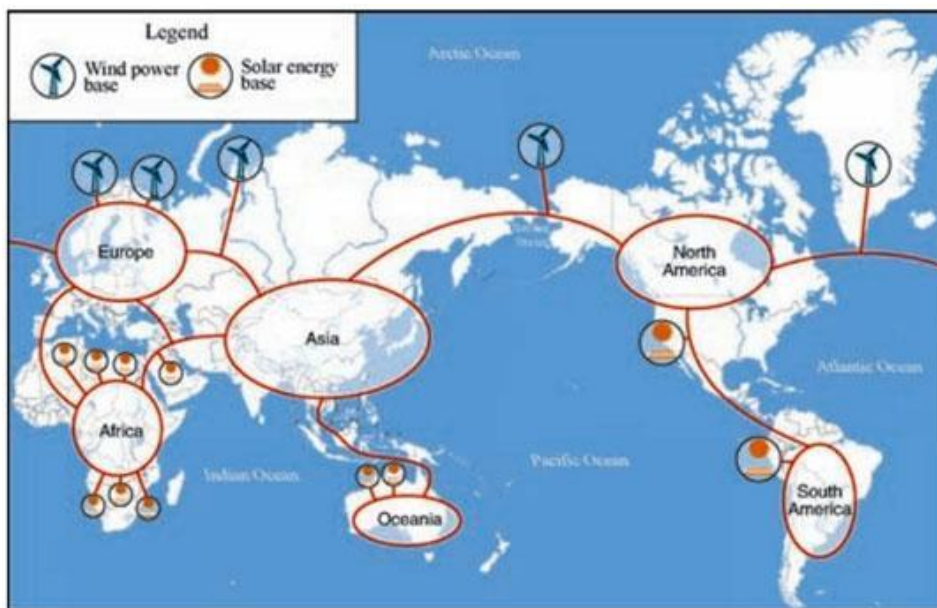 Legend
Wind power
base
Solar energy
base
Arctic Ocean
Europe
North
America
Asia
Atlantic Ocean
Africa
Indian Ocean
Pacific Ocean
Oceania
South
America